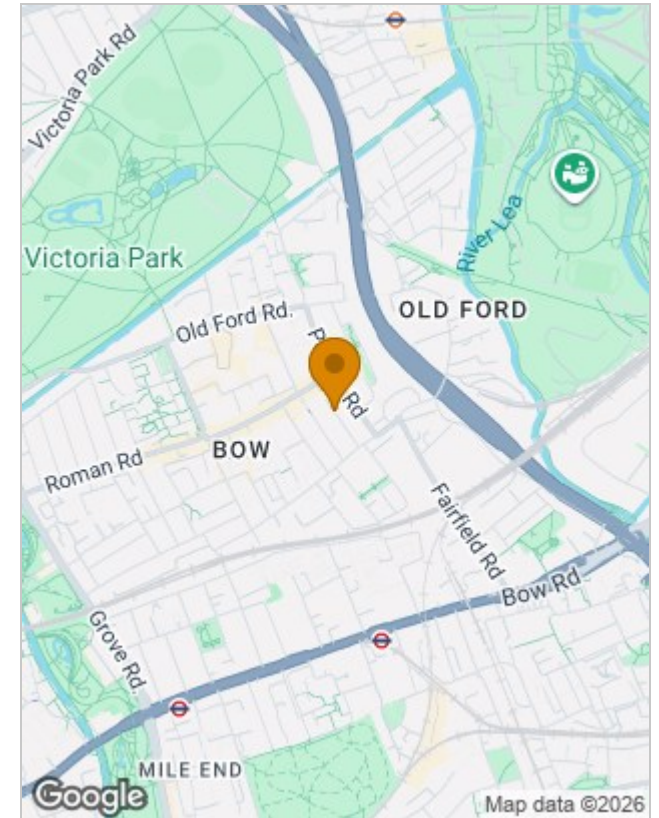 Victoria Park Rd
River Lea
Victoria Park
Old Ford Rd.
OLD FORD
Rd
BOW
Roman Rd
Fairfield Rd
Bow Rd
Grove Rd.
MILE END
Google
Map data ©2026